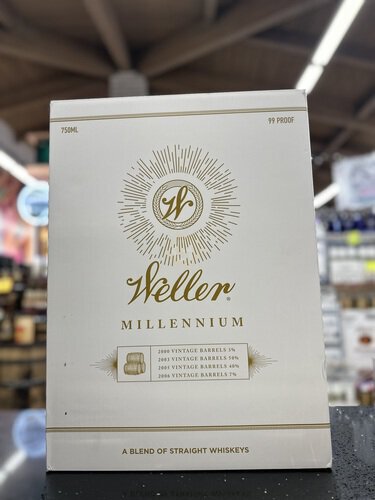 750ML
99 PROOF
W
Weller®
MILLENNIUM
2000 VINTAGE BARRELS 3%
2003 VINTAGE BARRELS 50%
2005 VINTAGE BARRELS 40%
2006 VINTAGE BARRELS 7%
A BLEND OF STRAIGHT WHISKEYS